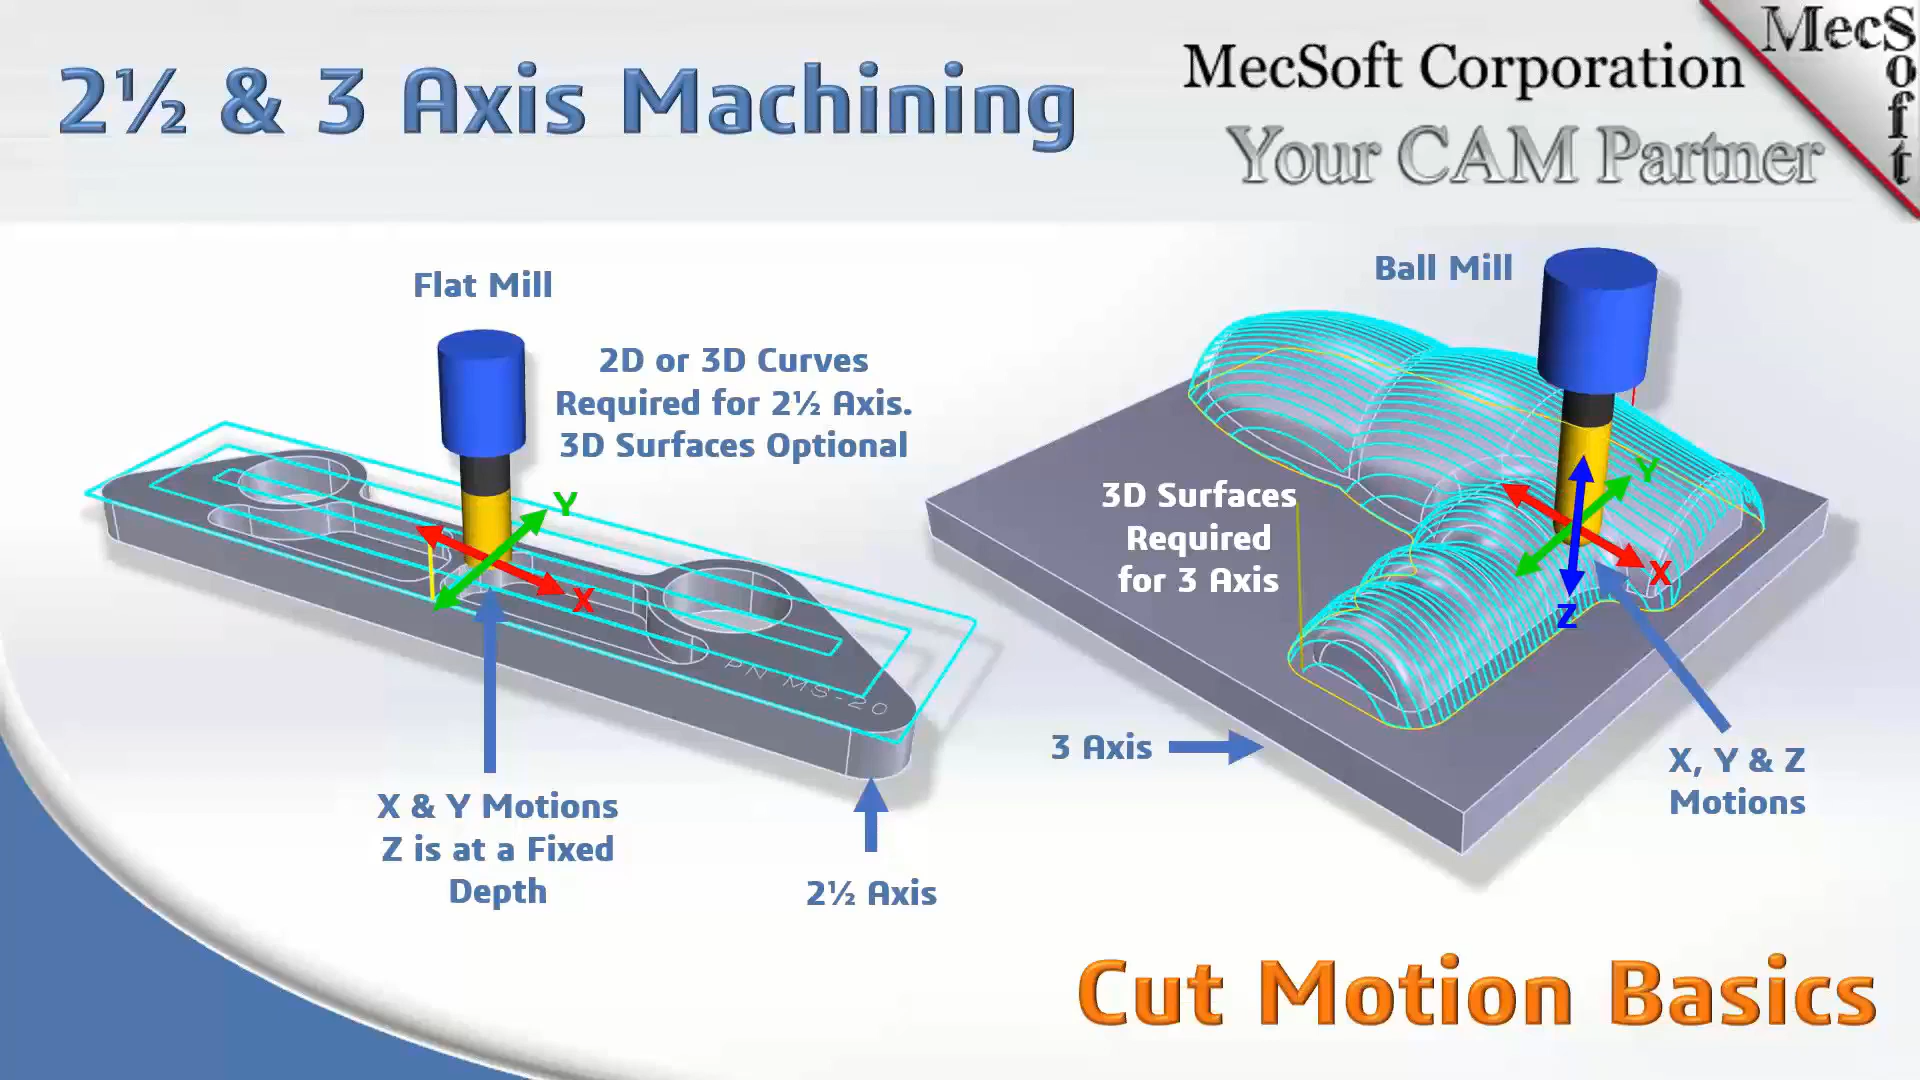 2½ & 3 Axis Machining
MecSoft Corporation
Your CAM Partner
MecSoft
Flat Mill
2D or 3D Curves
Required for 2½ Axis.
3D Surfaces Optional
Y
X
PN MS-20
X & Y Motions
Z is at a Fixed
Depth
2½ Axis
Ball Mill
3D Surfaces
Required
for 3 Axis
Y
X
Z
3 Axis
X, Y & Z
Motions
Cut Motion Basics